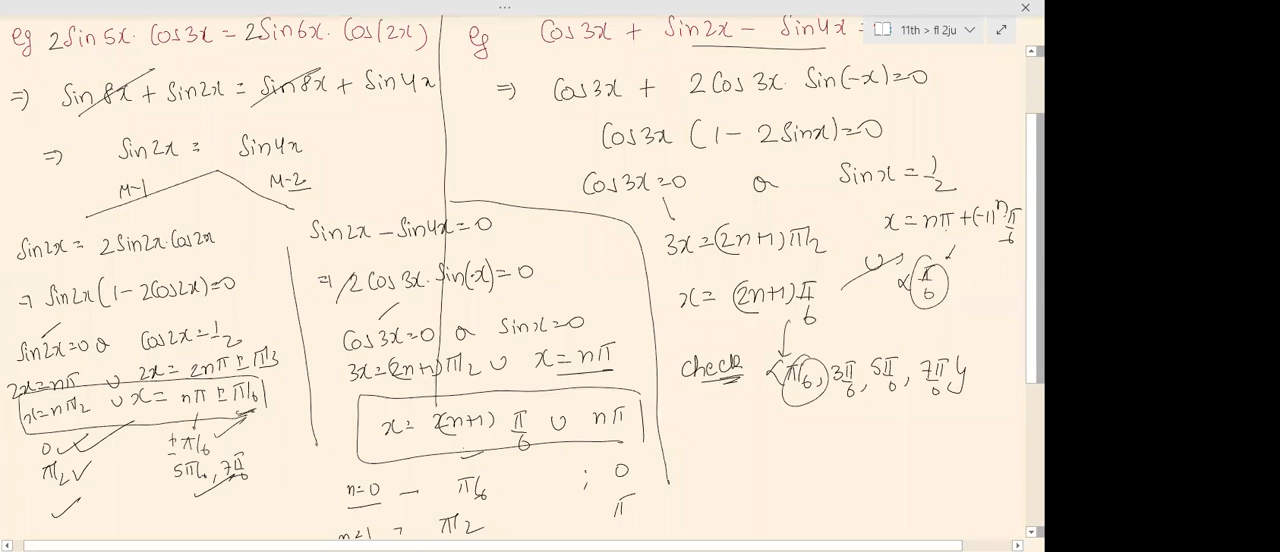 eg 2Sin5x. Cos3x = 2Sin6x. Cos(2x)
⇒ Sin8x + Sin2x = Sin8x + Sin4x
⇒ Sin2x = Sin4x
M-1 M-2
Sin2x = 2Sin2x.Cos2x
→ Sin2x(1-2Cos2x)=0
Sin2x=0 or Cos2x=1/2
2x=nπ ∪ 2x = 2nπ ± π/3
x=nπ/2 ∪ x= nπ ± π/6
0 ✓ ± π/6 ✓
π/2 ✓ 5π/6, 7π/6
✓
Sin2x - Sin4x=0
⇒ 2Cos3x. Sin(-x)=0
Cos3x=0 or Sinx=0
3x=(2n+1)π/2 ∪ x=nπ
x= (2n+1) π/6 ∪ nπ
n=0 - π/6 ; 0
n=1 π/2 π
eg Cos3x + Sin2x - Sin4x =
11th > fl 2ju
⇒ Cos3x + 2Cos3x. Sin(-x)=0
Cos3x (1- 2Sinx)=0
Cos3x=0 or Sinx=1/2
3x=(2n+1)π/2 x=nπ+(-1)ⁿ.π/6
x= (2n+1)π/6 ∪ π/6
check {π/6, 3π/6, 5π/6, 7π/6}